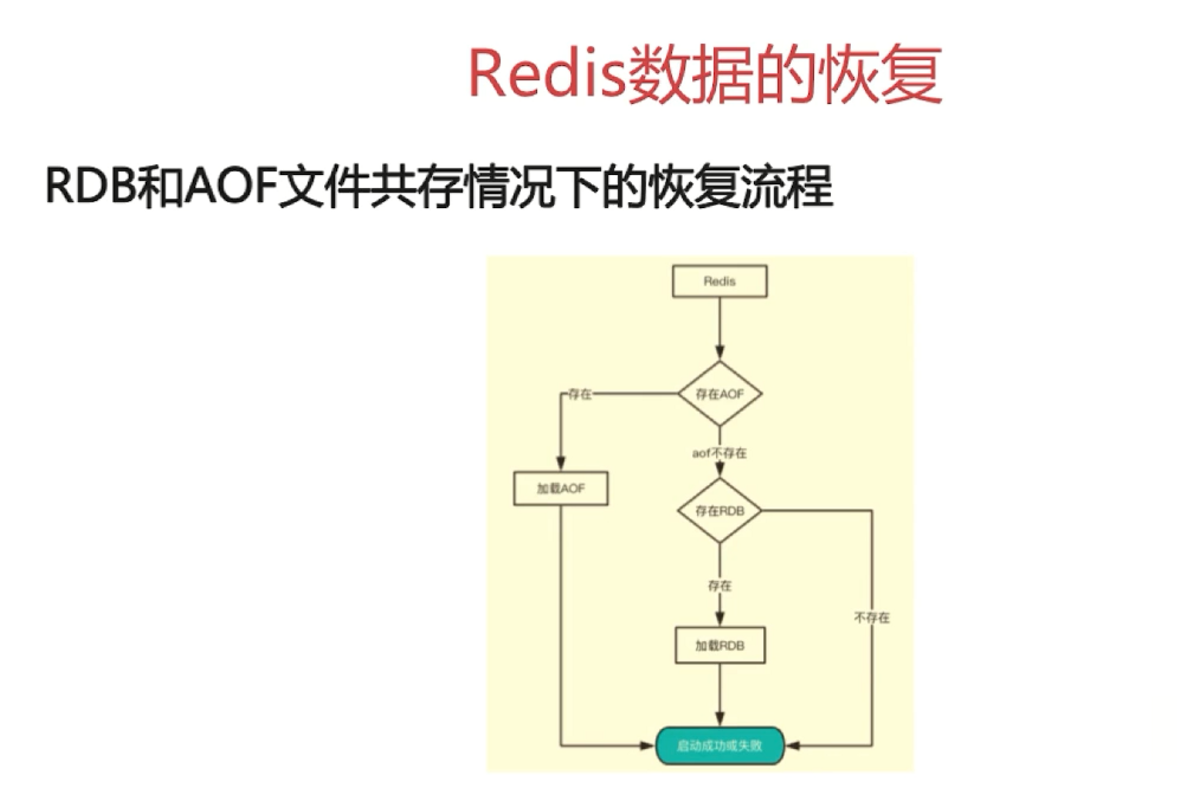 Redis数据的恢复
RDB和AOF文件共存情况下的恢复流程
Redis
存在AOF
存在
aof不存在
加载AOF
存在RDB
存在
不存在
加载RDB
启动成功或失败